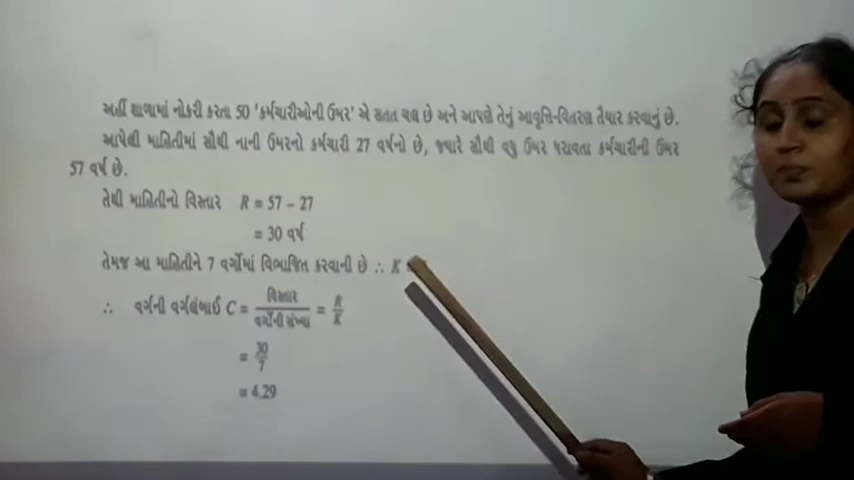 અહીં શાળામાં નોકરી કરતા 50 'કર્મચારીઓની ઉંમર' એ સતત ચલ છે અને આપણે તેનું આવૃત્તિ-વિતરણ તૈયાર કરવાનું છે.
આપેલી માહિતીમાં સૌથી નાની ઉંમરનો કર્મચારી 27 વર્ષનો છે, જ્યારે સૌથી વધુ ઉંમર ધરાવતા કર્મચારીની ઉંમર
57 વર્ષ છે.
તેથી માહિતીનો વિસ્તાર R = 57 – 27
= 30 વર્ષ
તેમજ આ માહિતીને 7 વર્ગોમાં વિભાજિત કરવાની છે ∴ K
∴ વર્ગની વર્ગલંબાઈ C = વિસ્તાર / વર્ગોની સંખ્યા = R / K
= 30 / 7
= 4.29